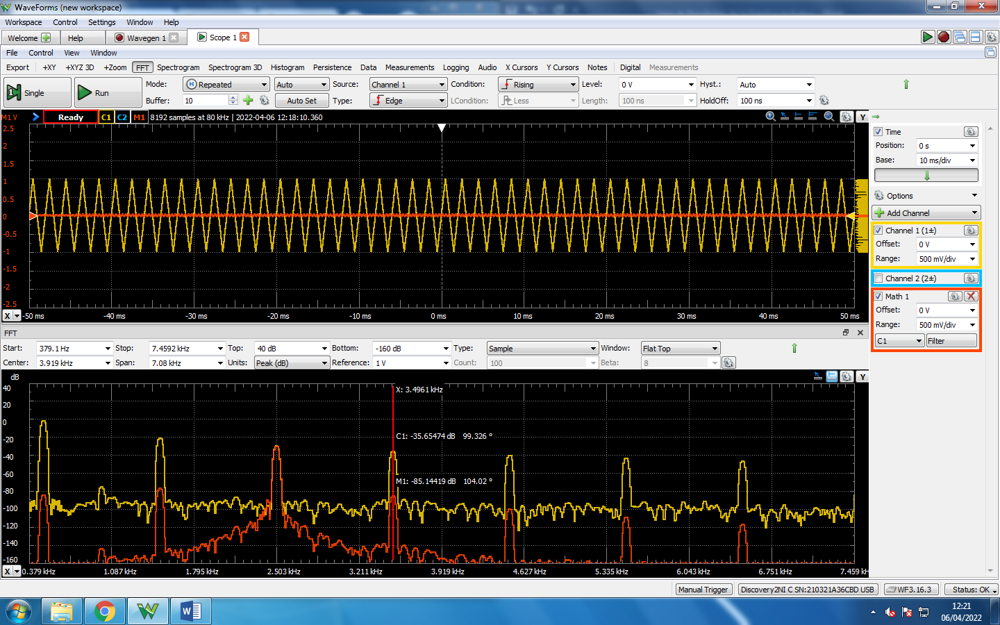 WaveForms (new workspace)
Workspace Control Settings Window Help
Welcome Help Wavegen 1 Scope 1
File Control View Window
Export +XY +XYZ 3D +Zoom FFT Spectrogram Spectrogram 3D Histogram Persistence Data Measurements Logging Audio X Cursors Y Cursors Notes Digital Measurements
Single Run Mode: Repeated Auto Source: Channel 1 Condition: Rising Level: 0 V Hyst.: Auto
Buffer: 10 Auto Set Type: Edge LCondition: Less Length: 100 ns HoldOff: 100 ns
M1 V Ready C1 C2 M1 8192 samples at 80 kHz | 2022-04-06 12:18:10.360 Y
2.5
2
1.5
1
0.5
0
-0.5
-1
-1.5
-2
-2.5
X -50 ms -40 ms -30 ms -20 ms -10 ms 0 ms 10 ms 20 ms 30 ms 40 ms 50 ms
Time
Position: 0 s
Base: 10 ms/div
Options
Add Channel
Channel 1 (1±)
Offset: 0 V
Range: 500 mV/div
Channel 2 (2±)
Math 1
Offset: 0 V
Range: 500 mV/div
C1 Filter
FFT
Start: 379.1 Hz Stop: 7.4592 kHz Top: 40 dB Bottom: -160 dB Type: Sample Window: Flat Top
Center: 3.919 kHz Span: 7.08 kHz Units: Peak (dB) Reference: 1 V Count: 100 Beta: 8
dB Y
40
20
0
-20
-40
-60
-80
-100
-120
-140
-160
X: 3.4961 kHz
C1: -35.65474 dB 99.326 °
M1: -85.14419 dB 104.02 °
X 0.379 kHz 1.087 kHz 1.795 kHz 2.503 kHz 3.211 kHz 3.919 kHz 4.627 kHz 5.335 kHz 6.043 kHz 6.751 kHz 7.459 kH
Manual Trigger Discovery2NI C SN:210321A36CBD USB WF3.16.3 Status: OK
12:21
06/04/2022